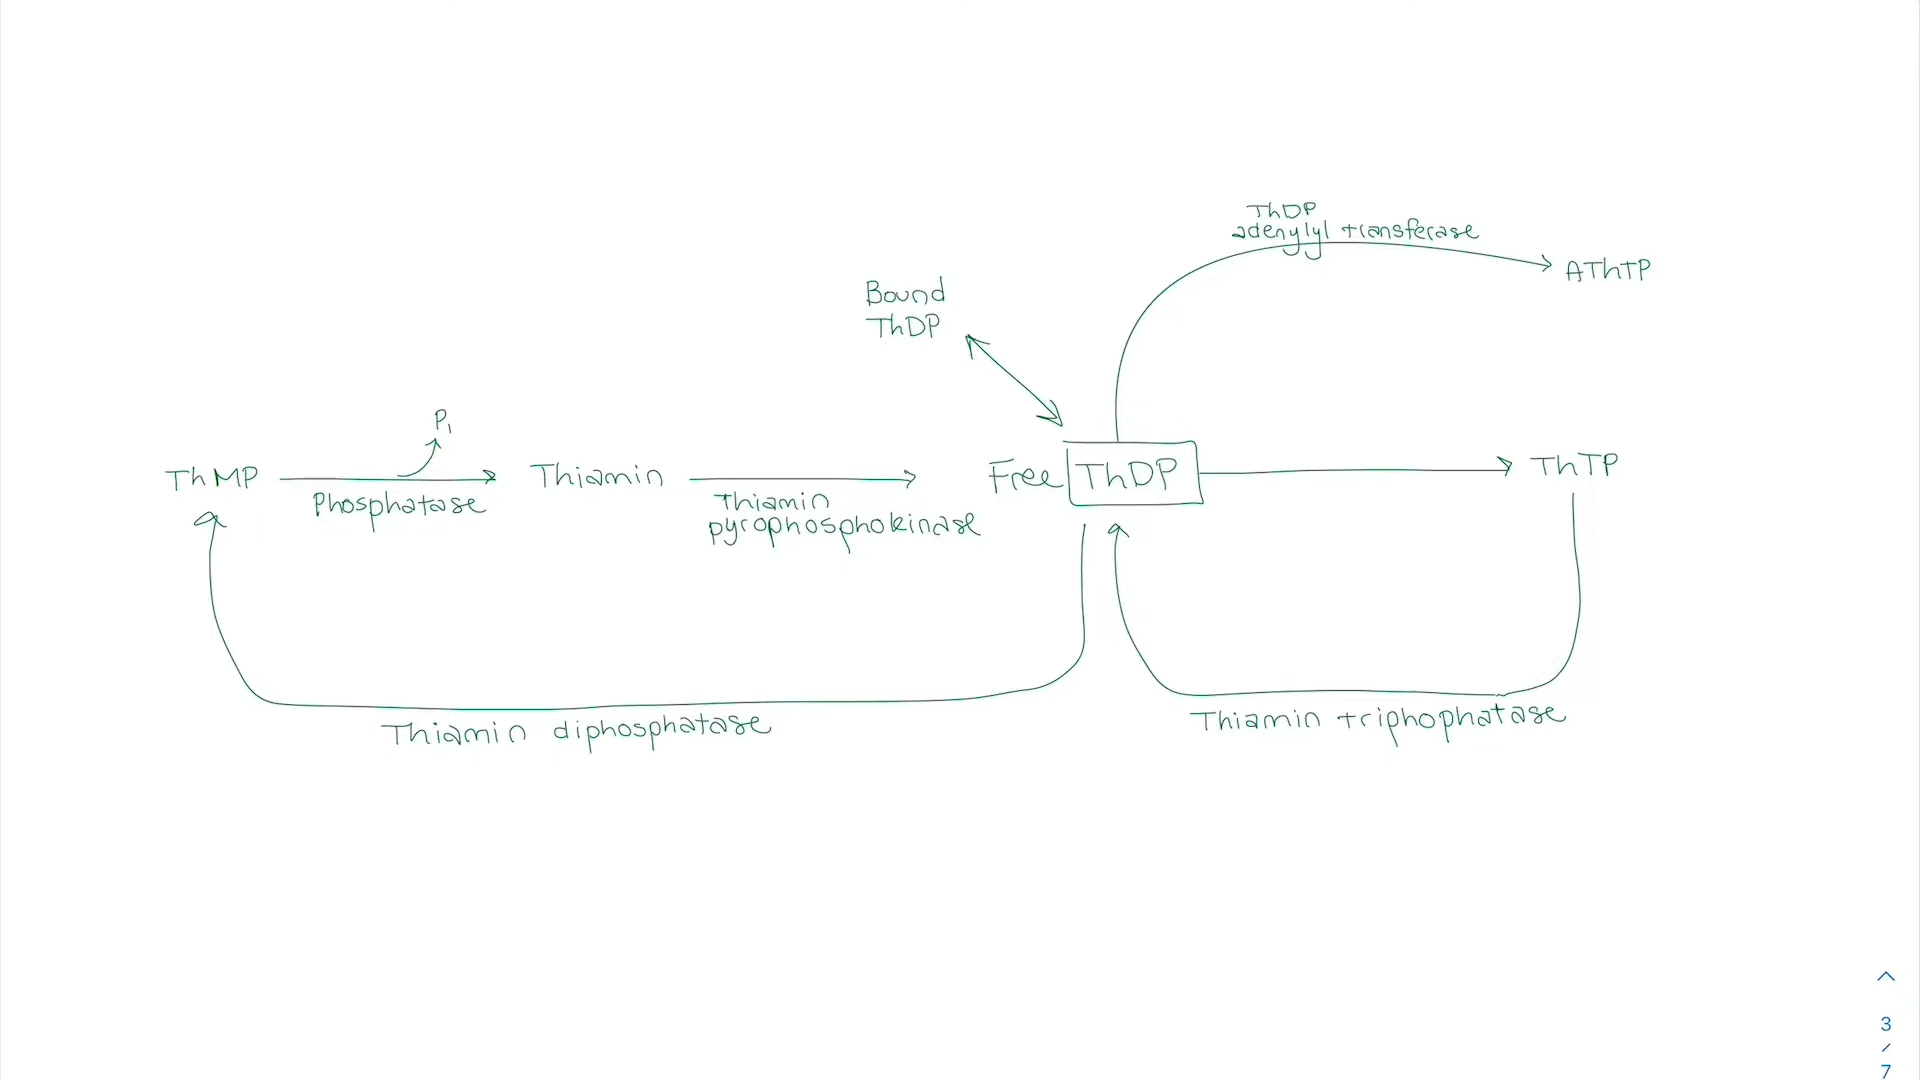 ThDP
adenylyl transferase
AThTP
Bound
ThDP
Pi
ThMP
Phosphatase
Thiamin
Thiamin
pyrophosphokinase
Free ThDP
ThTP
Thiamin diphosphatase
Thiamin triphophatase
3
/
7